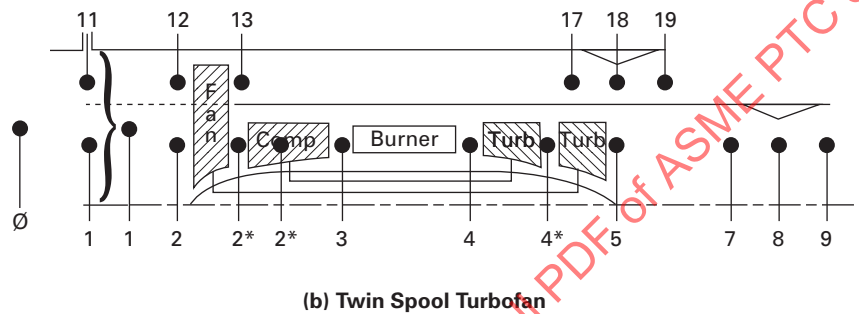 11 12 13 17 18 19
Fan
Comp Burner Turb Turb
Ø
1 1 2 2* 2* 3 4 4* 5 7 8 9
(b) Twin Spool Turbofan
PDF of ASME PTC